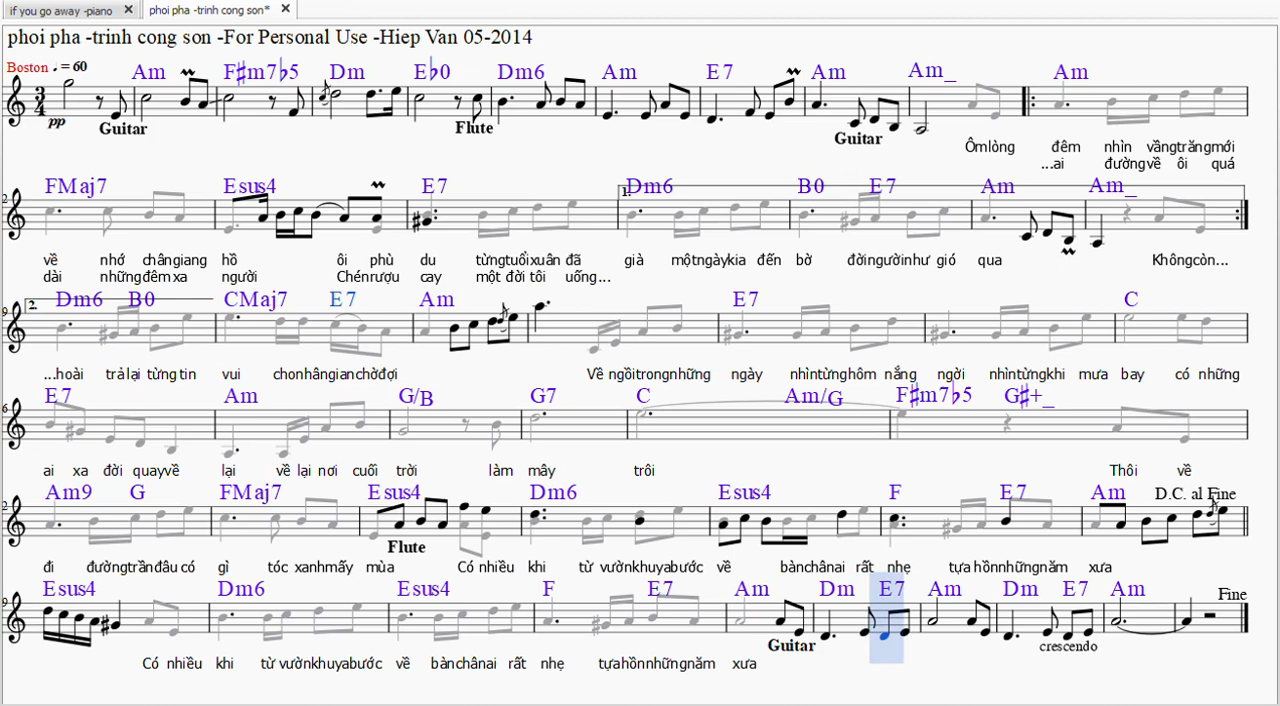 if you go away -piano phoi pha -trinh cong son*
phoi pha -trinh cong son -For Personal Use -Hiep Van 05-2014
Boston = 60
Am F♯m7♭5 Dm E♭0 Dm6 Am E7 Am Am_ Am
3/4
pp Guitar Flute Guitar
Ôm lòng đêm nhìn vầng trăng mới
...ai đường về ôi quá
FMaj7 Esus4 E7 1. Dm6 B0 E7 Am Am_
về nhớ chân giang hồ ôi phù du từng tuổi xuân đã già một ngày kia đến bờ đời người như gió qua Không còn...
dài những đêm xa người Chén rượu cay một đời tôi uống...
2. Dm6 B0 CMaj7 E7 Am E7 C
...hoài trả lại từng tin vui cho nhân gian chờ đợi Về ngồi trong những ngày nhìn từng hôm nắng ngời nhìn từng khi mưa bay có những
E7 Am G/B G7 C Am/G F♯m7♭5 G♯+_
ai xa đời quay về lại về lại nơi cuối trời làm mây trôi Thôi về
Am9 G FMaj7 Esus4 Dm6 Esus4 F E7 Am D.C. al Fine
Flute
đi đường trần đâu có gì tóc xanh mấy mùa Có nhiều khi từ vườn khuya bước về bàn chân ai rất nhẹ tựa hồn những năm xưa
Esus4 Dm6 Esus4 F E7 Am Dm E7 Am Dm E7 Am Fine
Guitar crescendo
Có nhiều khi từ vườn khuya bước về bàn chân ai rất nhẹ tựa hồn những năm xưa